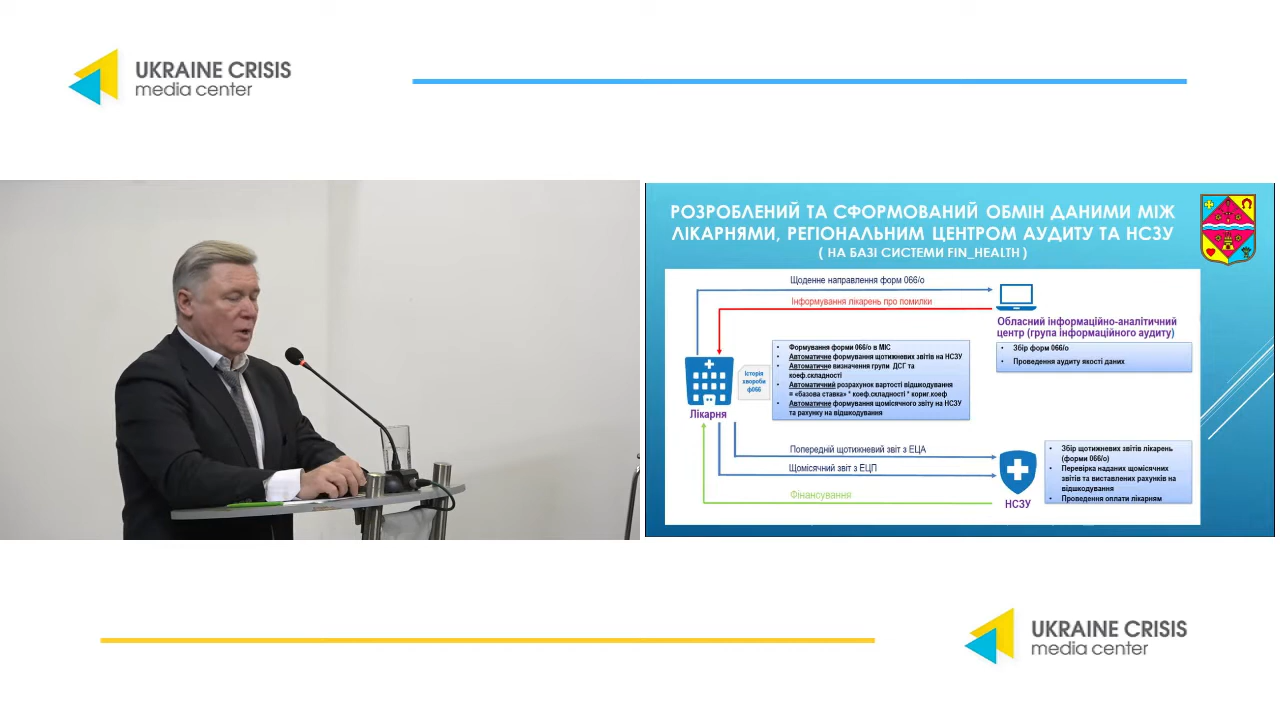 UKRAINE CRISIS
media center
РОЗРОБЛЕНИЙ ТА СФОРМОВАНИЙ ОБМІН ДАНИМИ МІЖ
ЛІКАРНЯМИ, РЕГІОНАЛЬНИМ ЦЕНТРОМ АУДИТУ ТА НСЗУ
( НА БАЗІ СИСТЕМИ FIN_HEALTH )
Щоденне направлення форм 066/о
Інформування лікарень про помилки
Обласний інформаційно-аналітичний
центр (група інформаційного аудиту)
• Збір форм 066/о
• Проведення аудиту якості даних
Лікарня
Історія
хвороби
ф066
• Формування форми 066/о в МІС
• Автоматичне формування щотижневих звітів на НСЗУ
• Автоматичне визначення групи ДСГ та
коеф.складності
• Автоматичний розрахунок вартості відшкодування
= «базова ставка» * коеф.складності * кориг.коеф
• Автоматичне формування щомісячного звіту на НСЗУ
та рахунку на відшкодування
Попередній щотижневий звіт з ЕЦА
Щомісячний звіт з ЕЦП
Фінансування
НСЗУ
• Збір щотижневих звітів лікарень
(форми 066/о)
• Перевірка наданих щомісячних
звітів та виставлених рахунків на
відшкодування
• Проведення оплати лікарням
UKRAINE CRISIS
media center